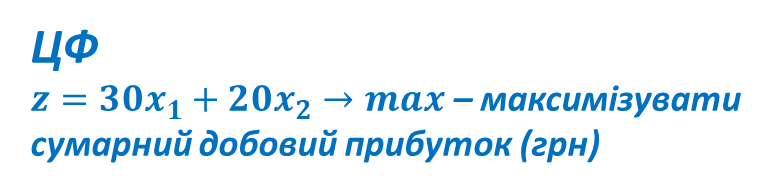 ЦФ
z = 30x₁ + 20x₂ → max – максимізувати
сумарний добовий прибуток (грн)